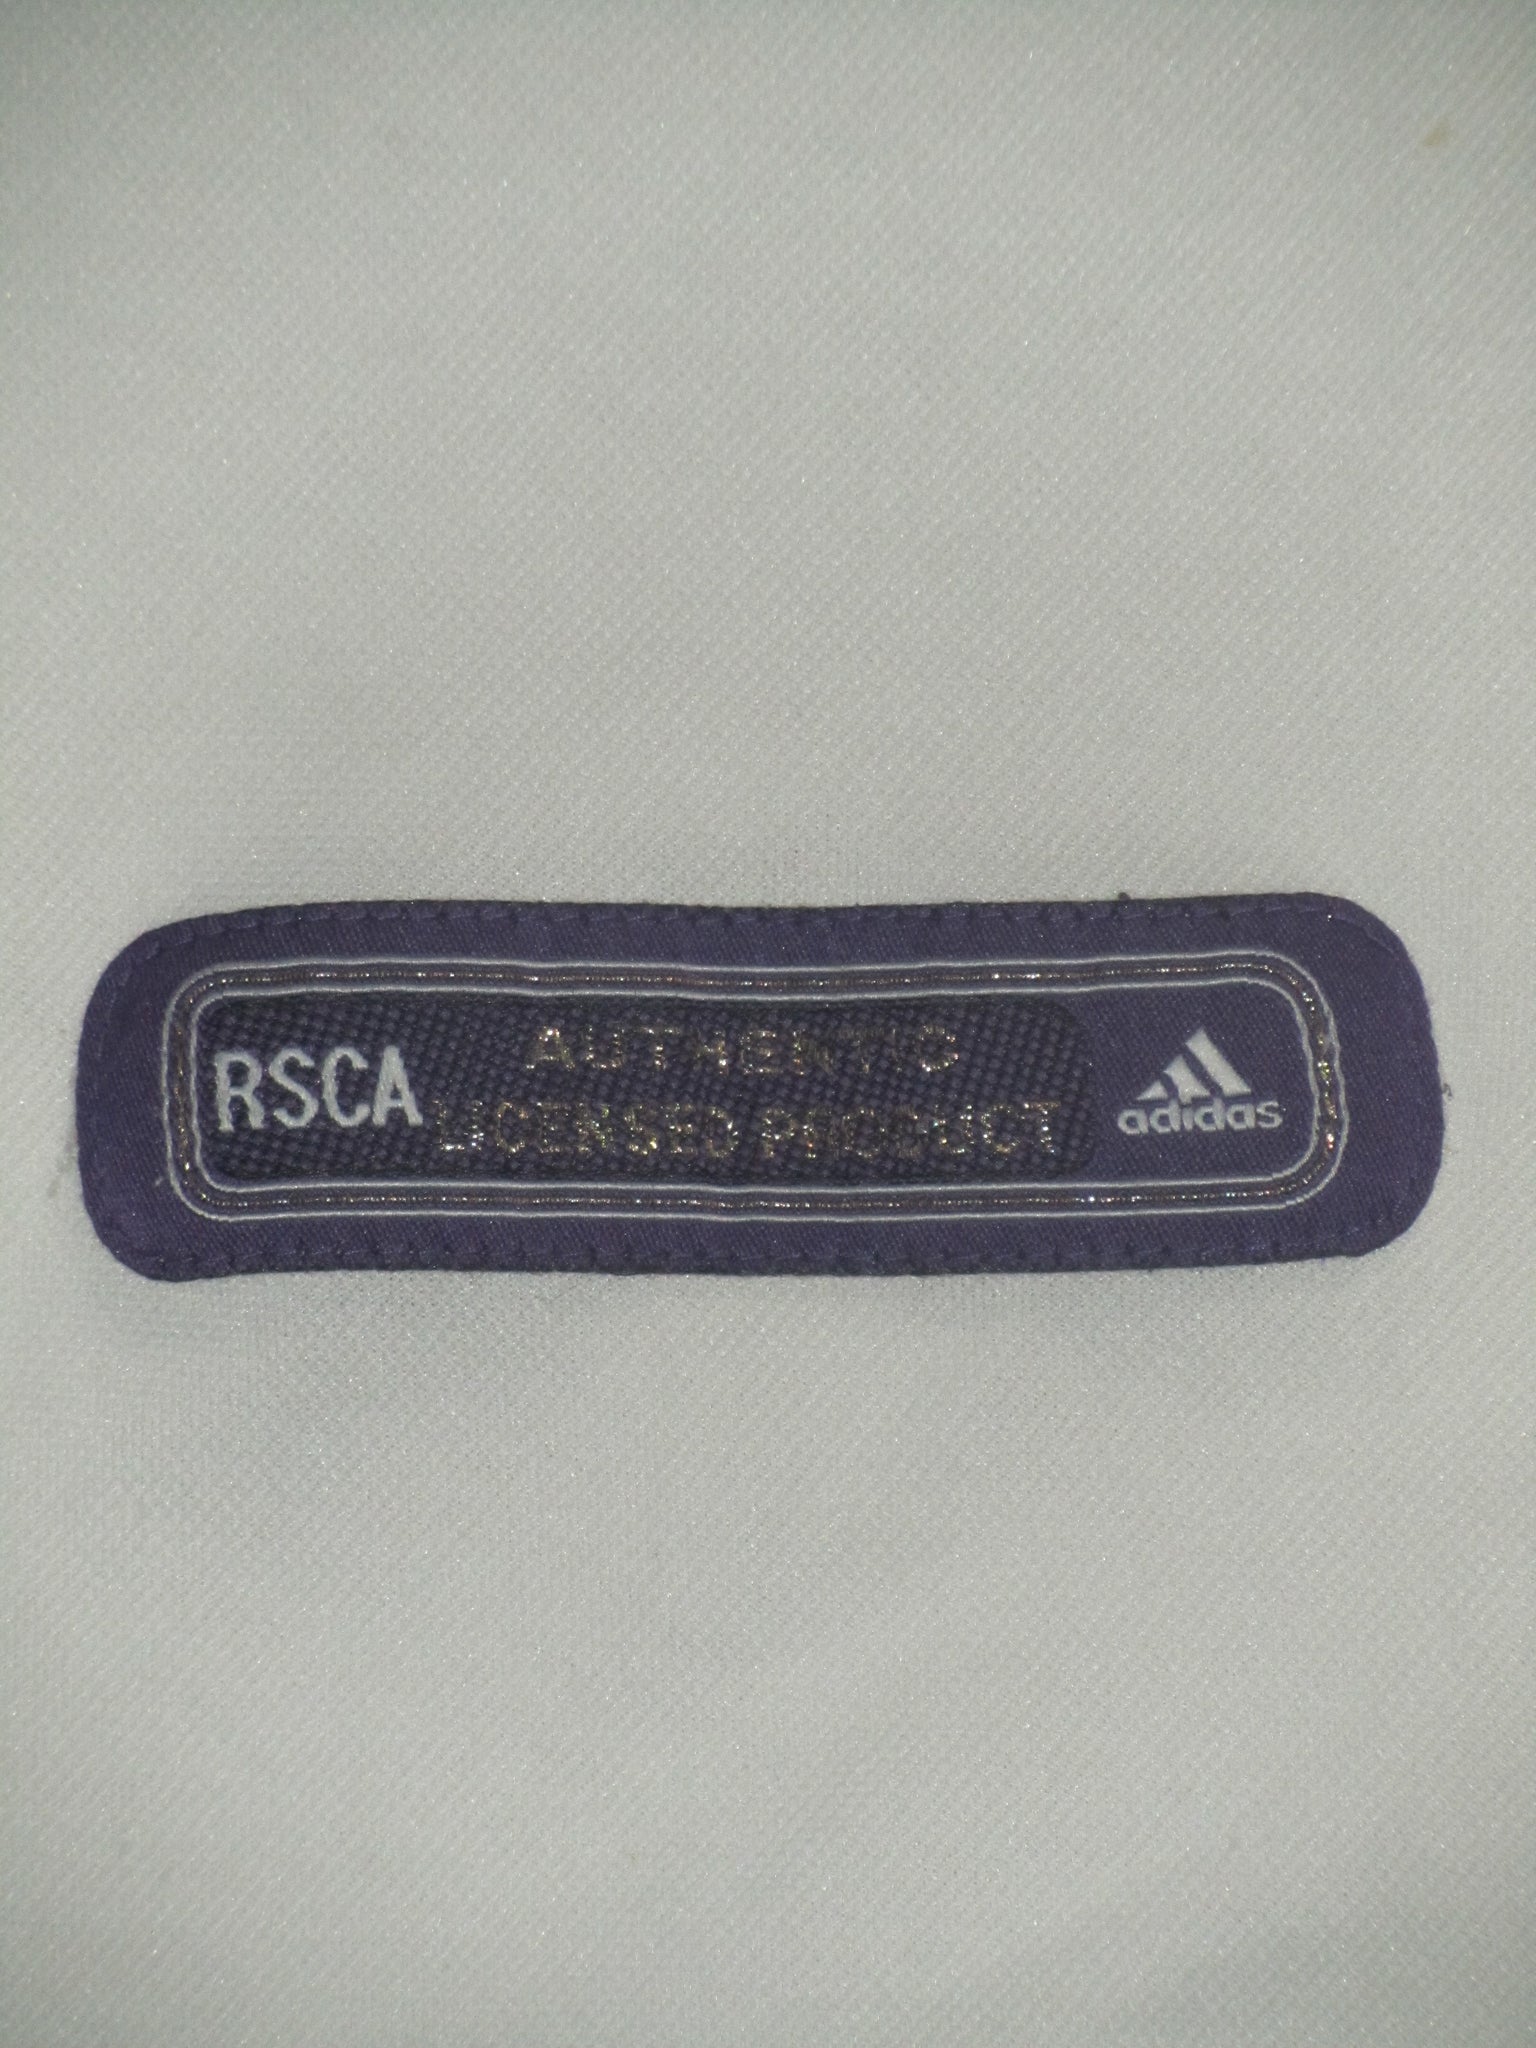 RSCA
AUTHENTIC
LICENSED PRODUCT
adidas